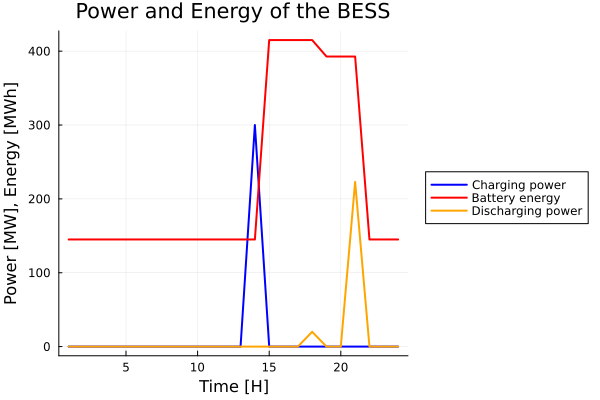 Power and Energy of the BESS
Power [MW], Energy [MWh]
400
300
200
100
0
5 10 15 20
Time [H]
Charging power
Battery energy
Discharging power